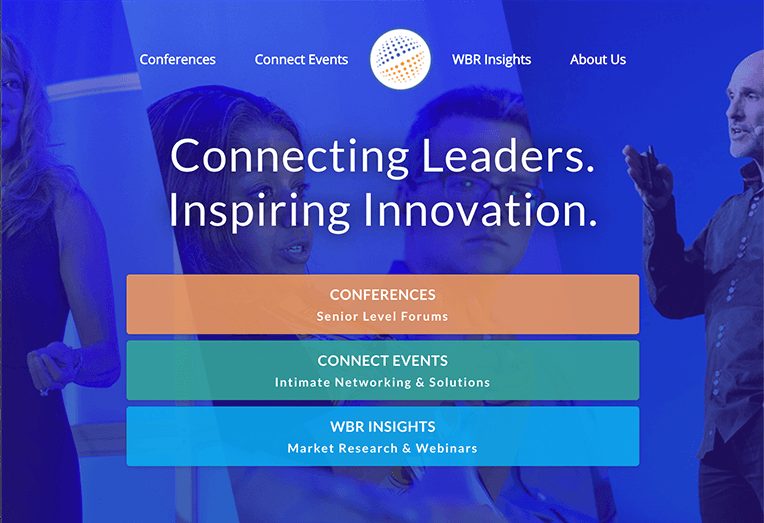 Conferences
Connect Events
WBR Insights
About Us
Connecting Leaders.
Inspiring Innovation.
CONFERENCES
Senior Level Forums
CONNECT EVENTS
Intimate Networking & Solutions
WBR INSIGHTS
Market Research & Webinars